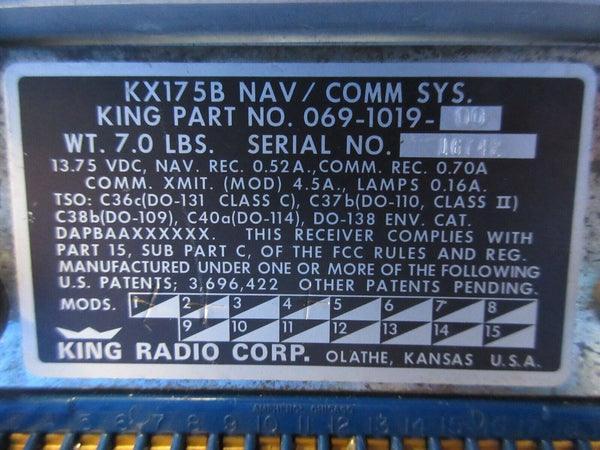 KX175B NAV / COMM SYS.
KING PART NO. 069-1019-00
WT. 7.0 LBS. SERIAL NO.
13.75 VDC, NAV. REC. 0.52A., COMM. REC. 0.70A
COMM. XMIT. (MOD) 4.5A., LAMPS 0.16A.
TSO: C36c(DO-131 CLASS C), C37b(DO-110, CLASS II)
C38b(DO-109), C40a(DO-114), DO-138 ENV. CAT.
DAPBAAXXXXXX. THIS RECEIVER COMPLIES WITH
PART 15, SUB PART C, OF THE FCC RULES AND REG.
MANUFACTURED UNDER ONE OR MORE OF THE FOLLOWING
U.S. PATENTS; 3,696,422 OTHER PATENTS PENDING.
MODS. 1 2 3 4 5 6 7 8
9 10 11 12 13 14 15
KING RADIO CORP. OLATHE, KANSAS U.S.A.